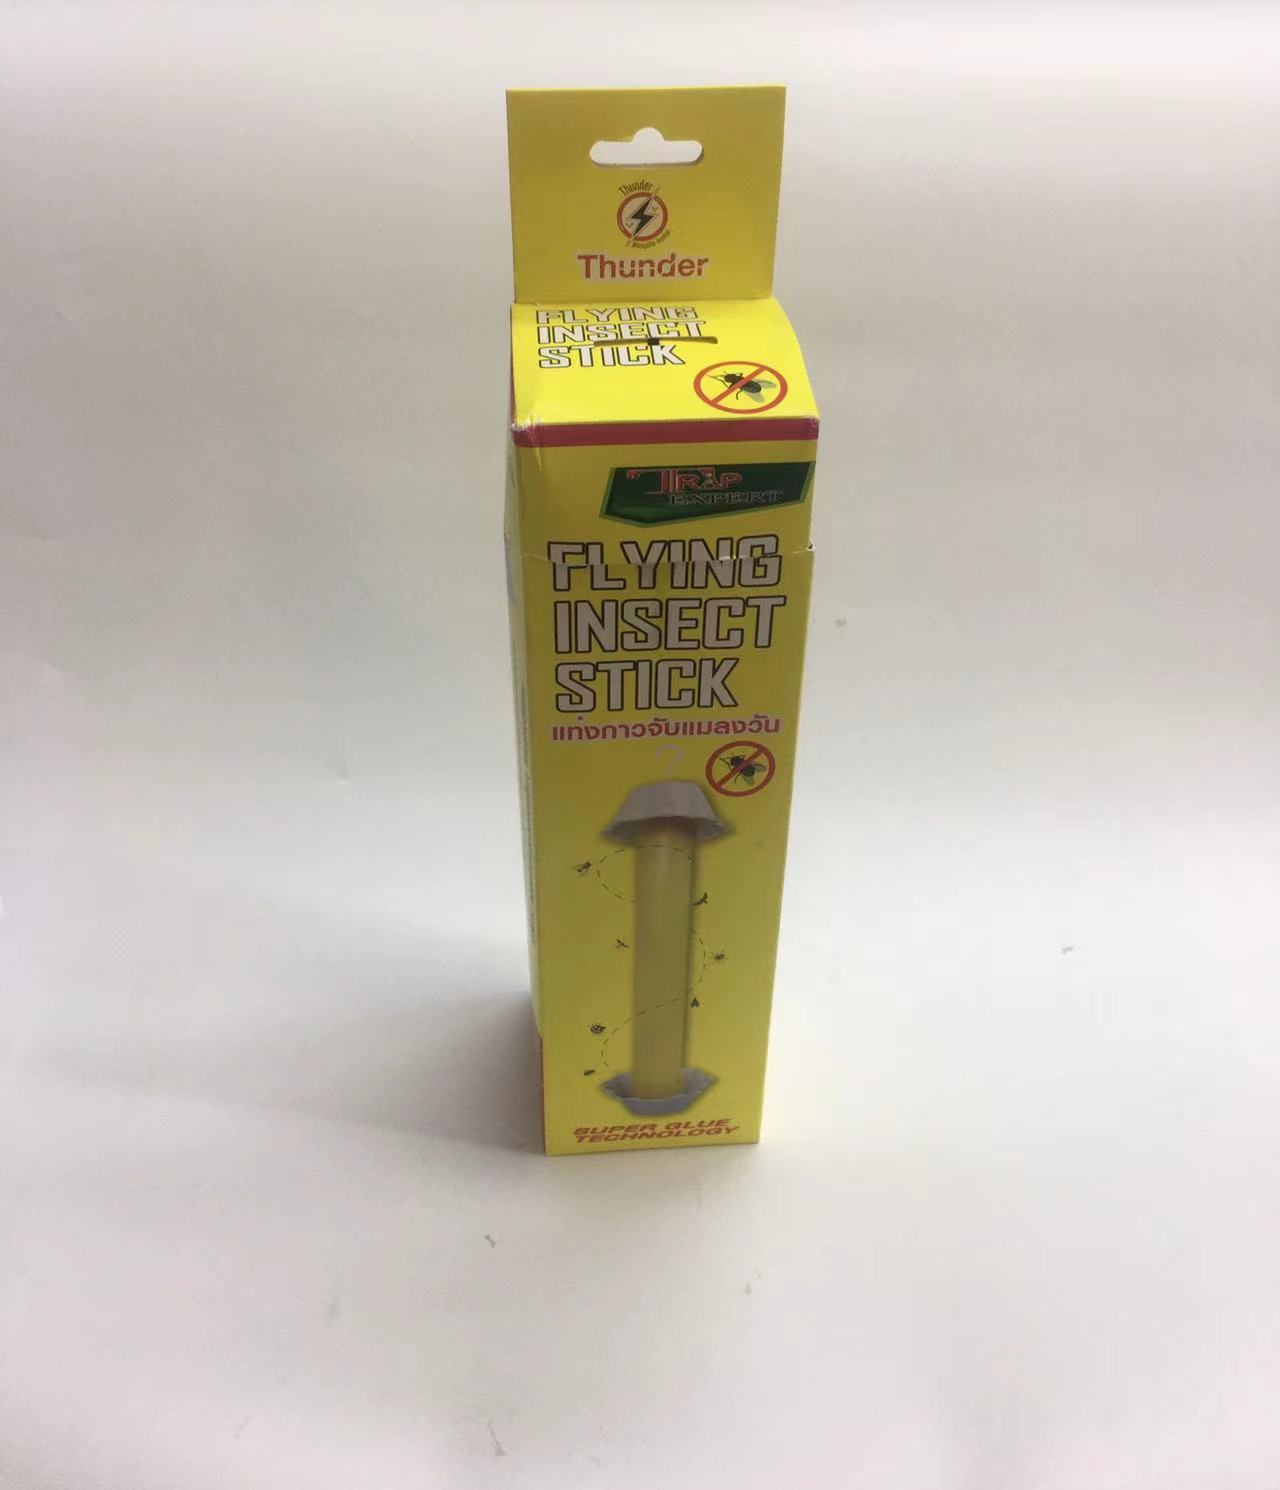 Thunder
Thunder
FLYING
INSECT
STICK
TRAP
EXPERT
FLYING
INSECT
STICK
แท่งกาวจับแมลงวัน
SUPER GLUE
TECHNOLOGY